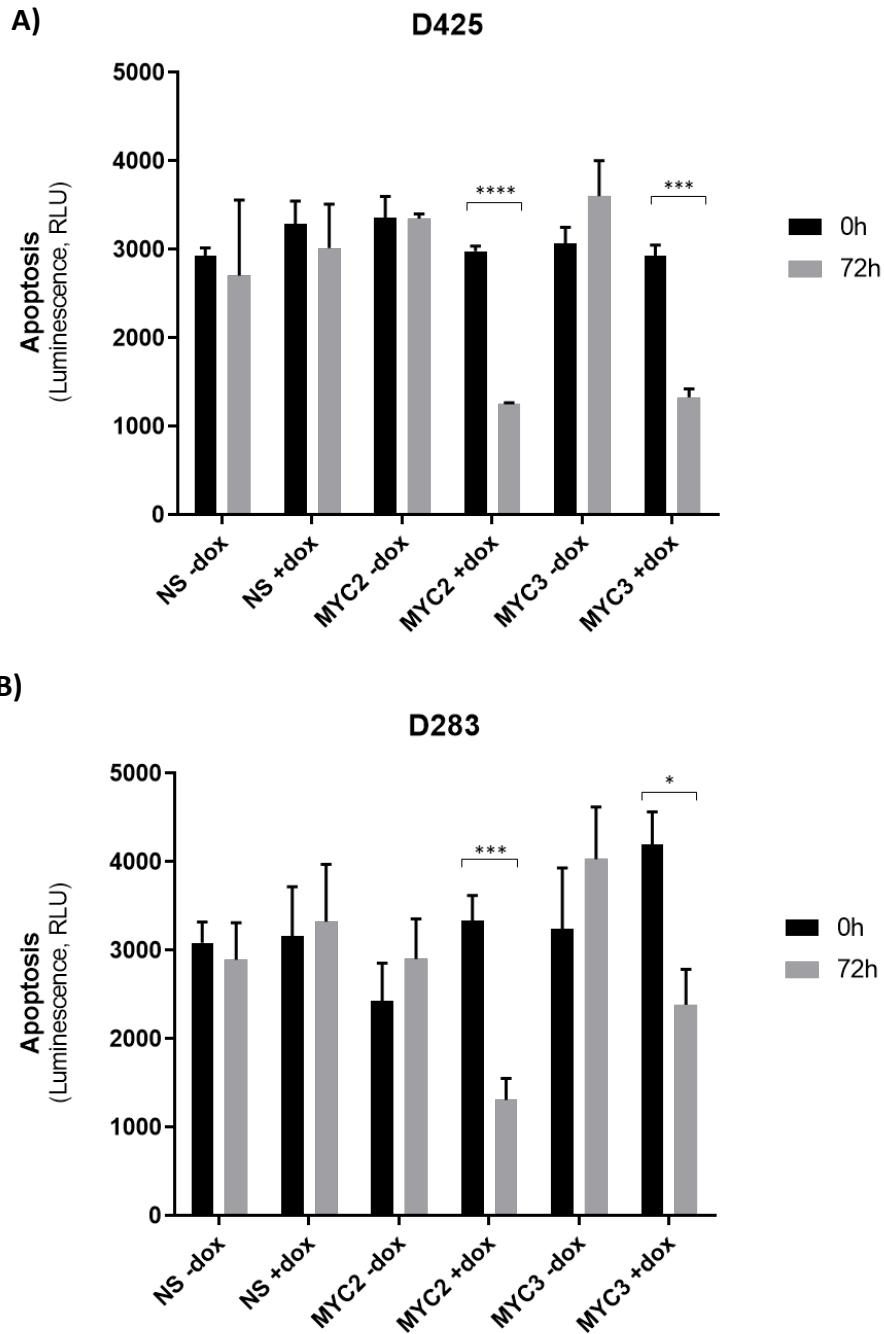 A)
D425
5000
4000
3000
2000
1000
0
Apoptosis
(Luminescence, RLU)
****
***
0h
72h
NS -dox
NS +dox
MYC2 -dox
MYC2 +dox
MYC3 -dox
MYC3 +dox
B)
D283
5000
4000
3000
2000
1000
0
Apoptosis
(Luminescence, RLU)
***
*
0h
72h
NS -dox
NS +dox
MYC2 -dox
MYC2 +dox
MYC3 -dox
MYC3 +dox